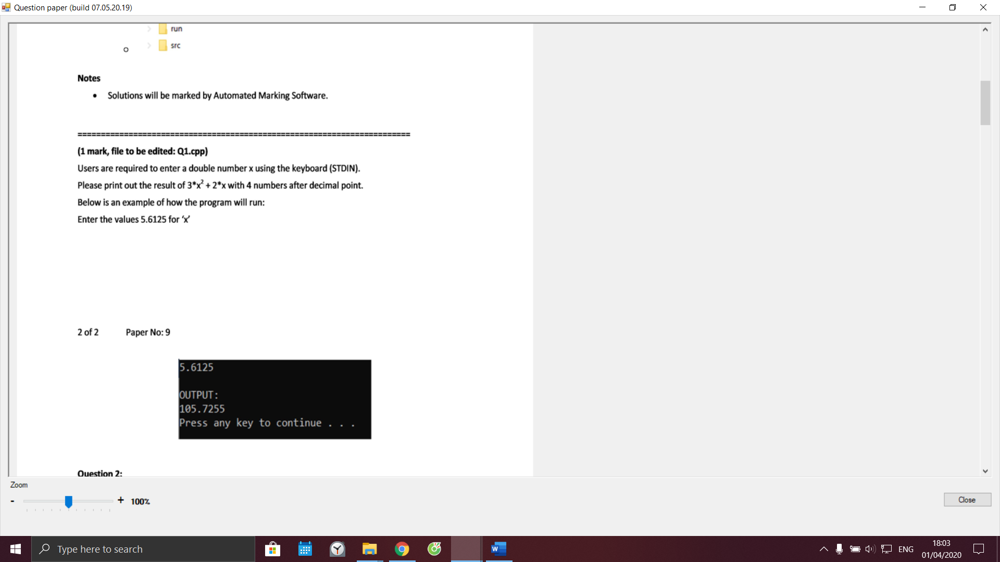 Question paper (build 07.05.20.19)
run
src
Notes
• Solutions will be marked by Automated Marking Software.
=======================================================================
(1 mark, file to be edited: Q1.cpp)
Users are required to enter a double number x using the keyboard (STDIN).
Please print out the result of 3*x² + 2*x with 4 numbers after decimal point.
Below is an example of how the program will run:
Enter the values 5.6125 for ‘x’
2 of 2 Paper No: 9
5.6125
OUTPUT:
105.7255
Press any key to continue . . .
Question 2:
Zoom
- + 100%
Close
Type here to search
W
ENG
18:03
01/04/2020